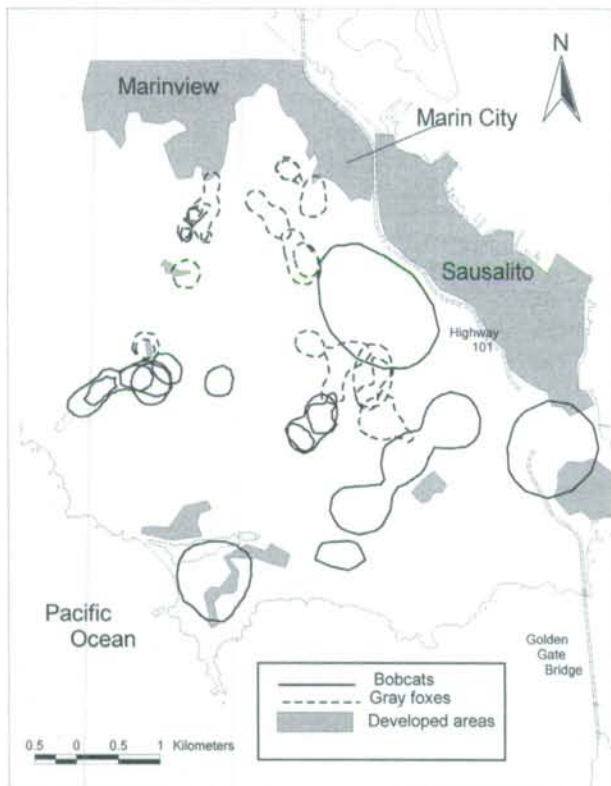 Marinview
N
Marin City
Sausalito
Highway
101
Pacific
Ocean
Golden
Gate
Bridge
Bobcats
Gray foxes
Developed areas
0.5 0 0.5 1 Kilometers